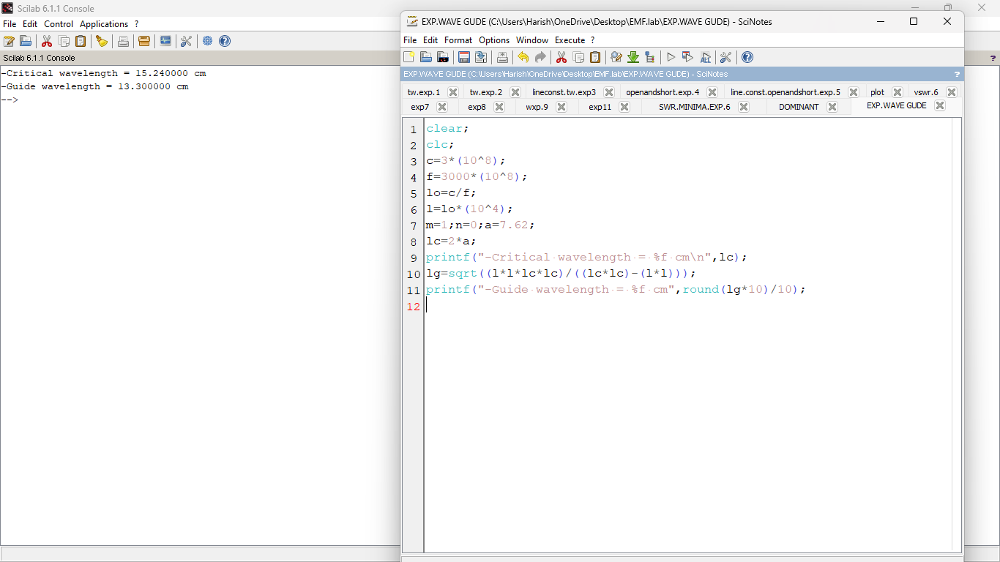 Scilab 6.1.1 Console
File Edit Control Applications ?
Scilab 6.1.1 Console
?
-Critical wavelength = 15.240000 cm
-Guide wavelength = 13.300000 cm
-->
EXP.WAVE GUDE (C:\Users\Harish\OneDrive\Desktop\EMF.lab\EXP.WAVE GUDE) - SciNotes
File Edit Format Options Window Execute ?
EXP.WAVE GUDE (C:\Users\Harish\OneDrive\Desktop\EMF.lab\EXP.WAVE GUDE) - SciNotes
?
tw.exp.1 tw.exp.2 lineconst.tw.exp3 openandshort.exp.4 line.const.openandshort.exp.5 plot vswr.6
exp7 exp8 wxp.9 exp11 SWR.MINIMA.EXP.6 DOMINANT EXP.WAVE GUDE
1 clear;
2 clc;
3 c=3*(10^8);
4 f=3000*(10^8);
5 lo=c/f;
6 l=lo*(10^4);
7 m=1;n=0;a=7.62;
8 lc=2*a;
9 printf("-Critical wavelength = %f cm\n",lc);
10 lg=sqrt((l*l*lc*lc)/((lc*lc)-(l*l)));
11 printf("-Guide wavelength = %f cm",round(lg*10)/10);
12